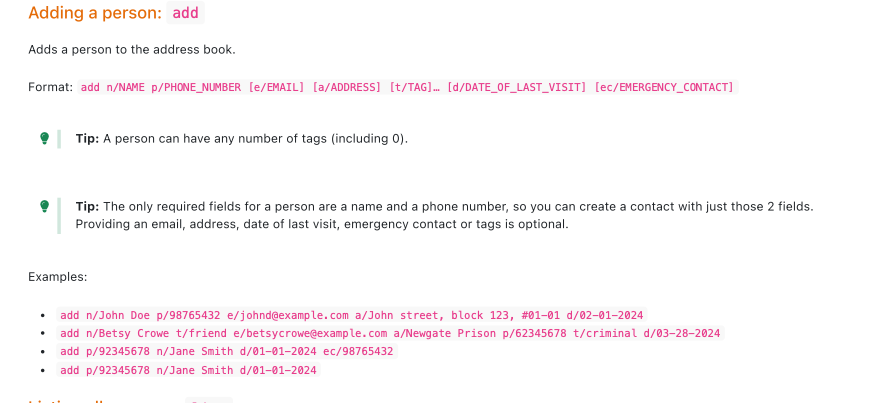 Adding a person: add
Adds a person to the address book.
Format: add n/NAME p/PHONE_NUMBER [e/EMAIL] [a/ADDRESS] [t/TAG]… [d/DATE_OF_LAST_VISIT] [ec/EMERGENCY_CONTACT]
Tip: A person can have any number of tags (including 0).
Tip: The only required fields for a person are a name and a phone number, so you can create a contact with just those 2 fields.
Providing an email, address, date of last visit, emergency contact or tags is optional.
Examples:
• add n/John Doe p/98765432 e/johnd@example.com a/John street, block 123, #01-01 d/02-01-2024
• add n/Betsy Crowe t/friend e/betsycrowe@example.com a/Newgate Prison p/62345678 t/criminal d/03-28-2024
• add p/92345678 n/Jane Smith d/01-01-2024 ec/98765432
• add p/92345678 n/Jane Smith d/01-01-2024